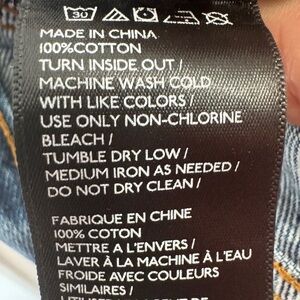 30
MADE IN CHINA
100%COTTON
TURN INSIDE OUT /
MACHINE WASH COLD
WITH LIKE COLORS /
USE ONLY NON-CHLORINE
BLEACH /
TUMBLE DRY LOW /
MEDIUM IRON AS NEEDED /
DO NOT DRY CLEAN /
FABRIQUE EN CHINE
100% COTON
METTRE A L'ENVERS /
LAVER À LA MACHINE À L'EAU
FROIDE AVEC COULEURS
SIMILAIRES /